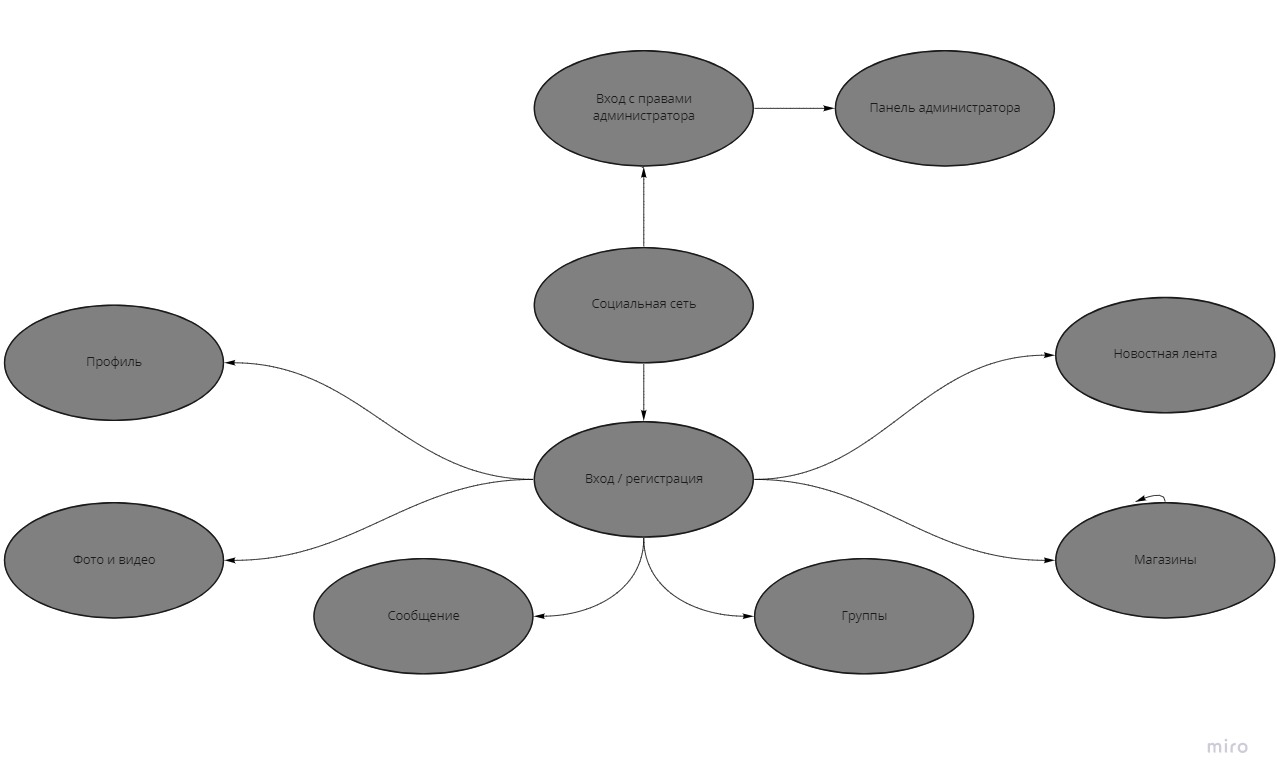 Вход с правами
администратора
Панель администратора
Социальная сеть
Профиль
Новостная лента
Вход / регистрация
Фото и видео
Магазины
Сообщение
Группы
miro